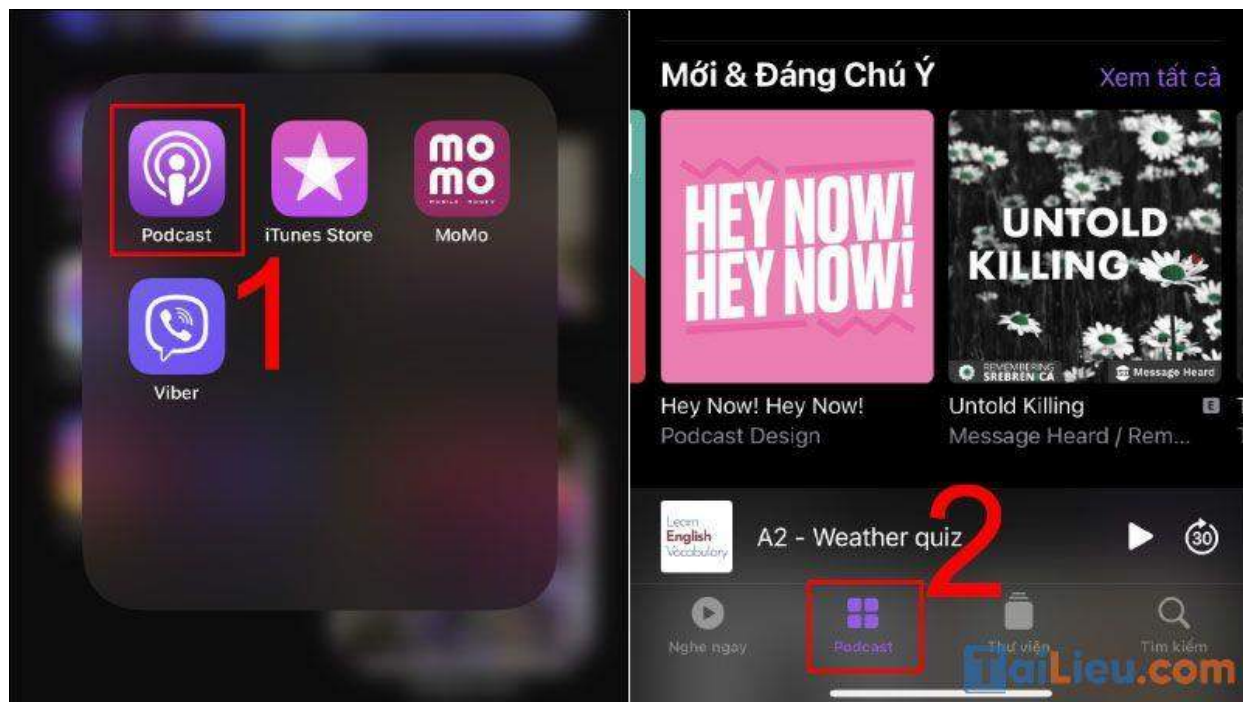 Podcast
iTunes Store
mo
mo
MOBILE MONEY
MoMo
1
Viber
Mới & Đáng Chú Ý
Xem tất cả
HEY NOW!
HEY NOW!
UNTOLD
KILLING
REMEMBERING
SREBRENICA
Message Heard
Hey Now! Hey Now!
Podcast Design
Untold Killing
E
Message Heard / Rem...
2
Learn
English
Vocabulary
A2 - Weather quiz
30
Nghe ngay
Podcast
Thư viện
Tìm kiếm
TaiLieu.com